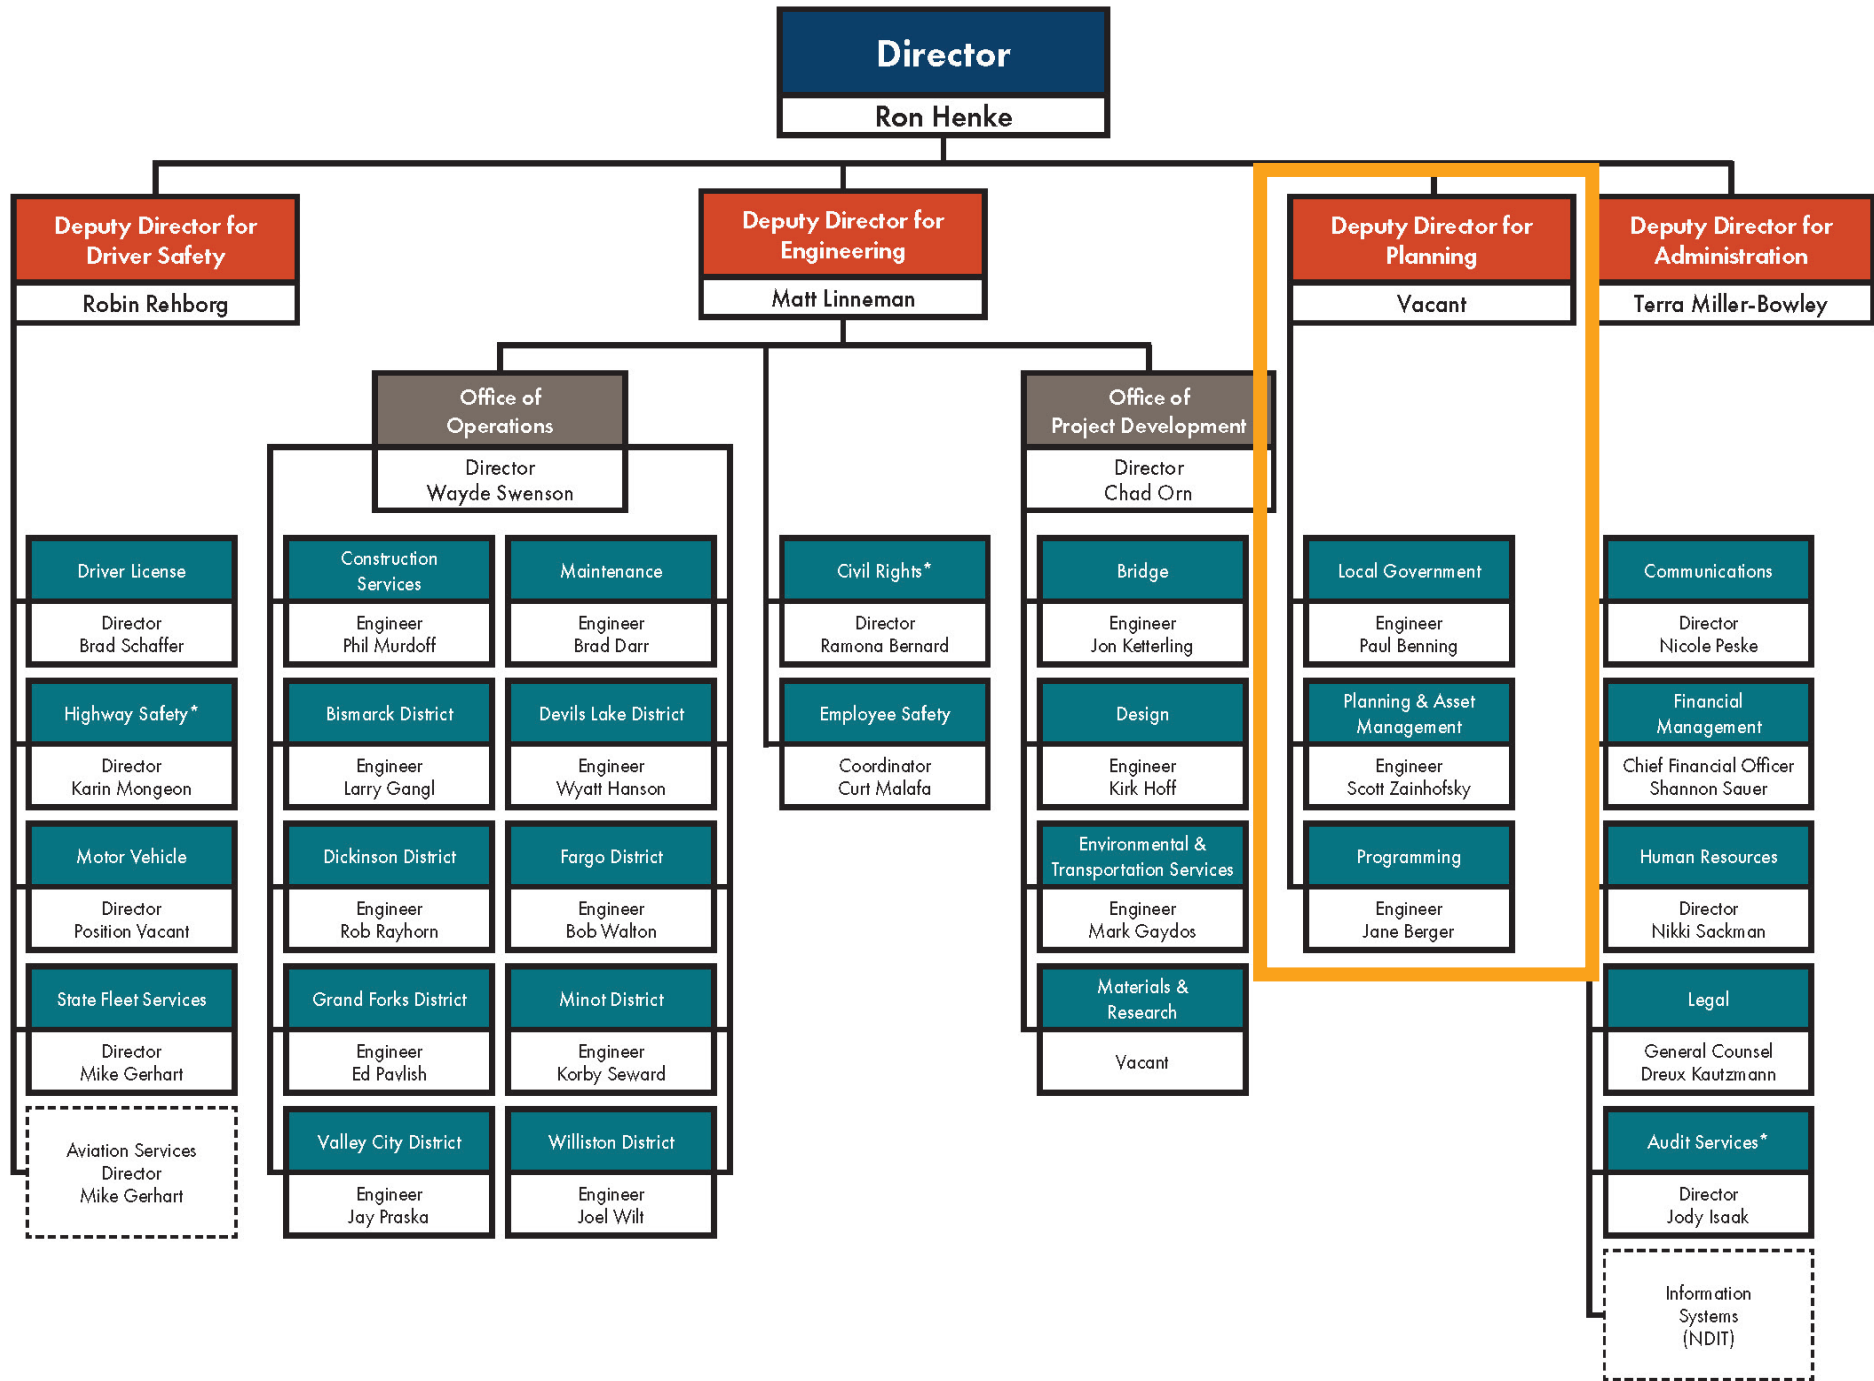 Director
Ron Henke
Deputy Director for
Driver Safety
Robin Rehborg
Deputy Director for
Engineering
Matt Linneman
Deputy Director for
Planning
Vacant
Deputy Director for
Administration
Terra Miller-Bowley
Office of
Operations
Director
Wayde Swenson
Office of
Project Development
Director
Chad Orn
Driver License
Director
Brad Schaffer
Highway Safety*
Director
Karin Mongeon
Motor Vehicle
Director
Position Vacant
State Fleet Services
Director
Mike Gerhart
Aviation Services
Director
Mike Gerhart
Construction
Services
Engineer
Phil Murdoff
Maintenance
Engineer
Brad Darr
Bismarck District
Engineer
Larry Gangl
Devils Lake District
Engineer
Wyatt Hanson
Dickinson District
Engineer
Rob Rayhorn
Fargo District
Engineer
Bob Walton
Grand Forks District
Engineer
Ed Pavlish
Minot District
Engineer
Korby Seward
Valley City District
Engineer
Jay Praska
Williston District
Engineer
Joel Wilt
Civil Rights*
Director
Ramona Bernard
Employee Safety
Coordinator
Curt Malafa
Bridge
Engineer
Jon Ketterling
Design
Engineer
Kirk Hoff
Environmental &
Transportation Services
Engineer
Mark Gaydos
Materials &
Research
Vacant
Local Government
Engineer
Paul Benning
Planning & Asset
Management
Engineer
Scott Zainhofsky
Programming
Engineer
Jane Berger
Communications
Director
Nicole Peske
Financial
Management
Chief Financial Officer
Shannon Sauer
Human Resources
Director
Nikki Sackman
Legal
General Counsel
Dreux Kautzmann
Audit Services*
Director
Jody Isaak
Information
Systems
(NDIT)